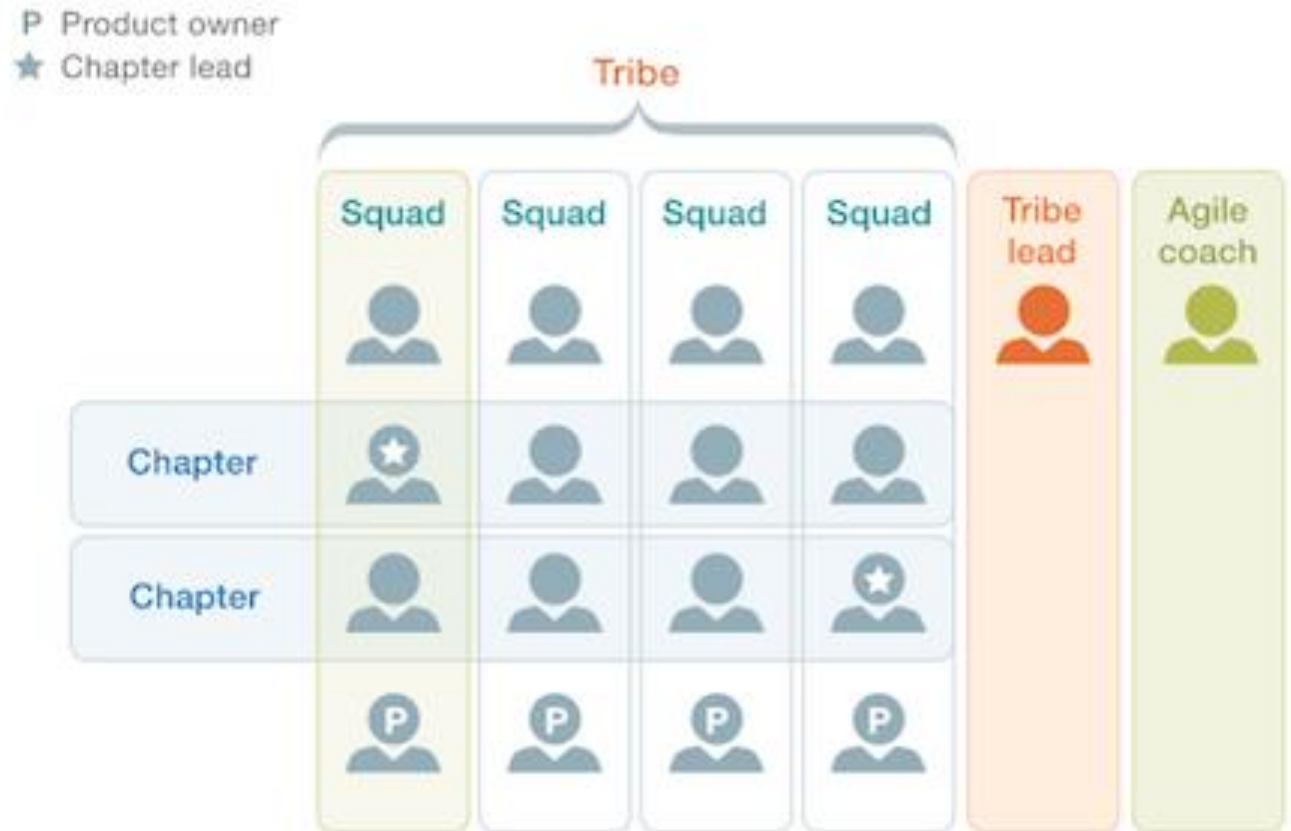 P Product owner
★ Chapter lead
Tribe
Squad Squad Squad Squad
Tribe
lead
Agile
coach
Chapter
Chapter
P P P P